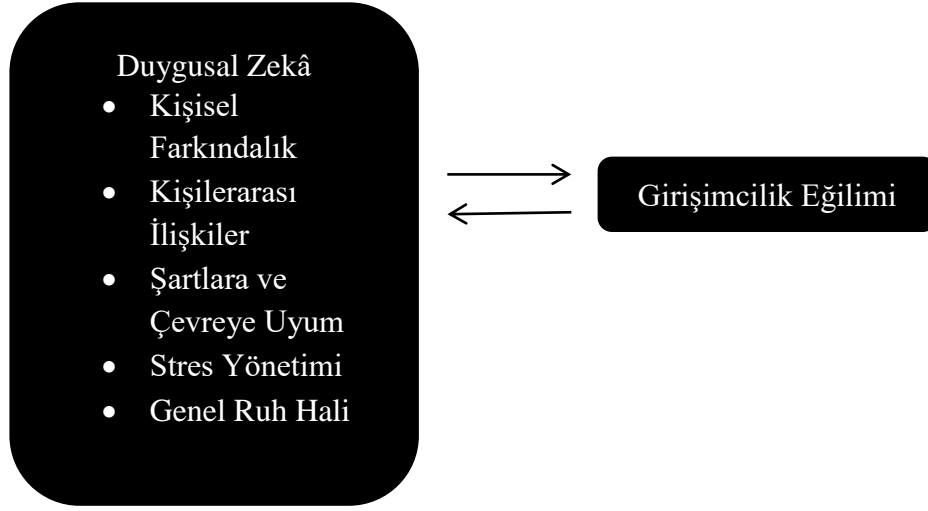 Duygusal Zekâ
• Kişisel
Farkındalık
• Kişilerarası
İlişkiler
• Şartlara ve
Çevreye Uyum
• Stres Yönetimi
• Genel Ruh Hali
Girişimcilik Eğilimi